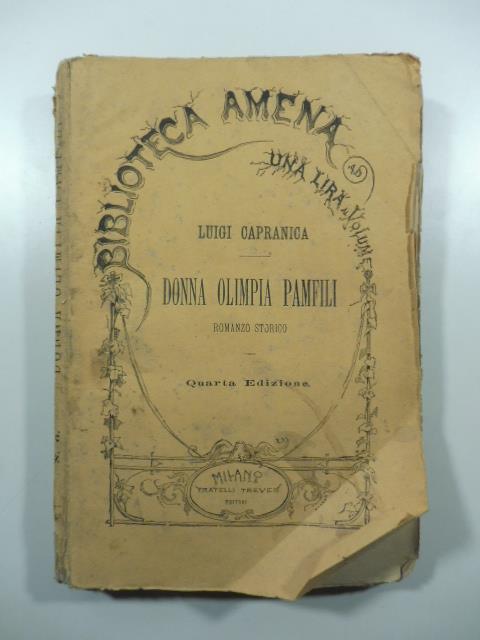 BIBLIOTECA AMENA
UNA LIRA IL VOLUME
LUIGI CAPRANICA
DONNA OLIMPIA PAMFILI
ROMANZO STORICO
Quarta Edizione.
MILANO
FRATELLI TREVES
EDITORI